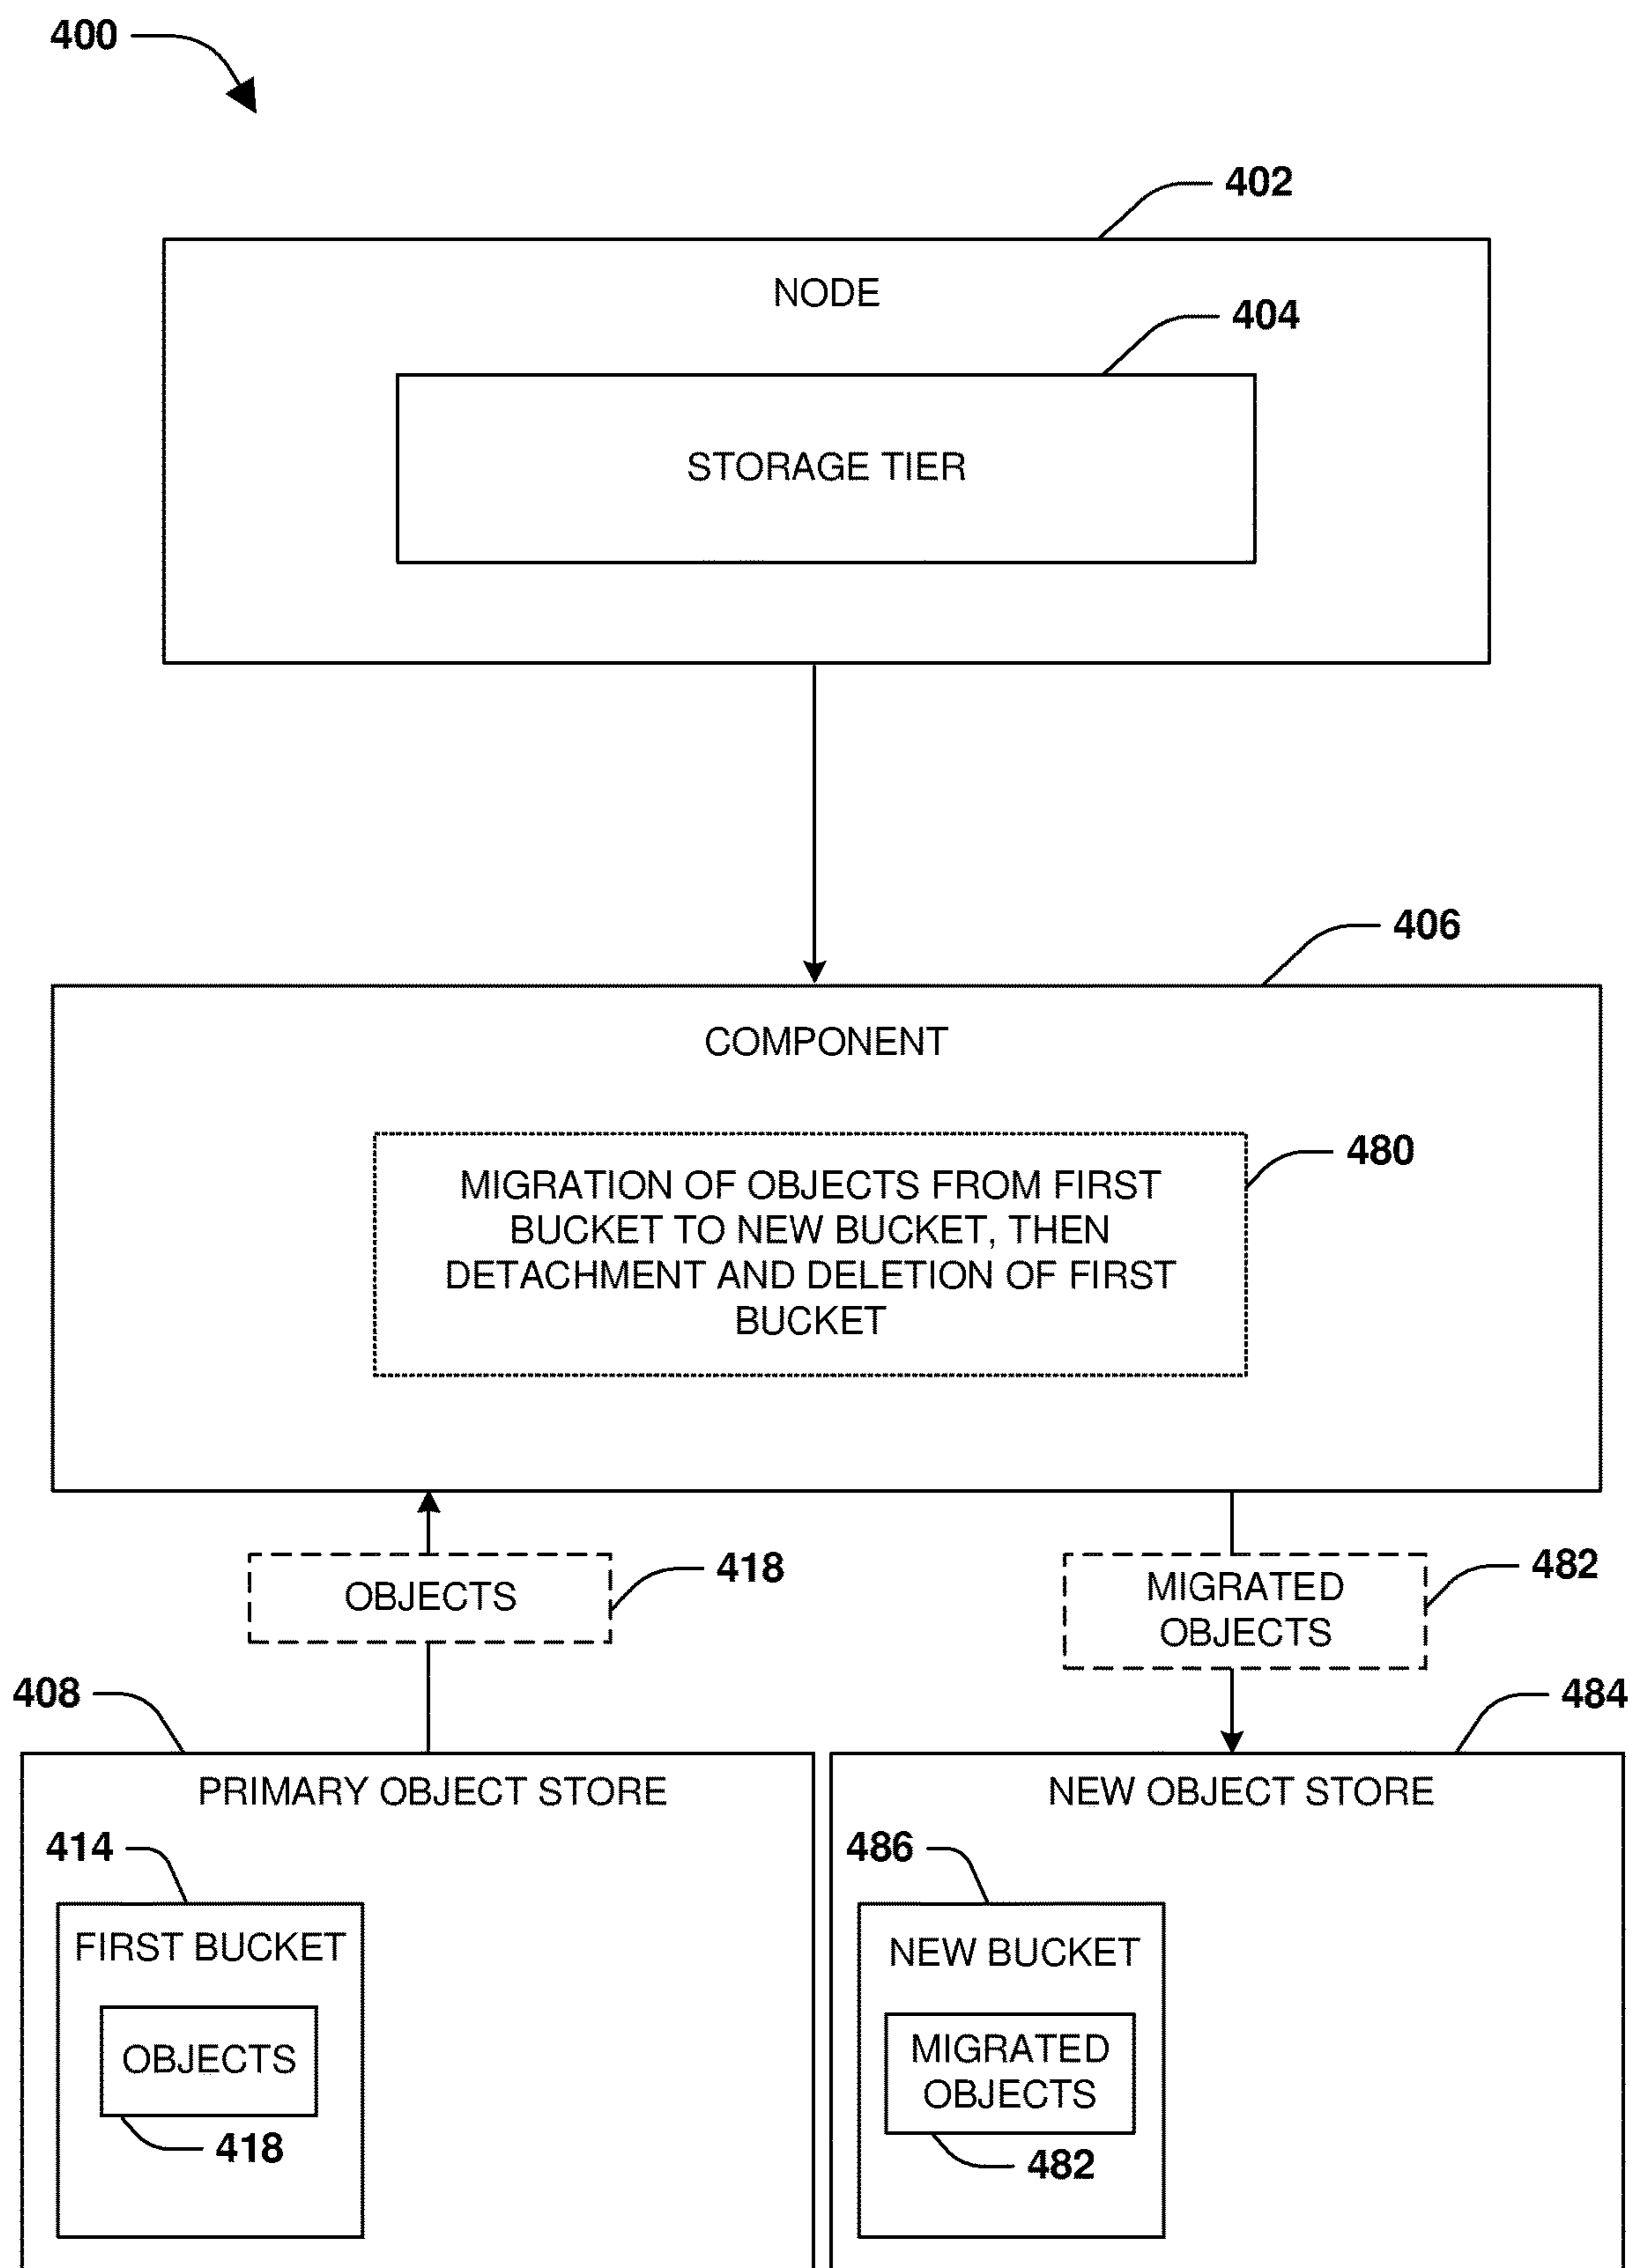 400
402
NODE
404
STORAGE TIER
406
COMPONENT
480
MIGRATION OF OBJECTS FROM FIRST
BUCKET TO NEW BUCKET, THEN
DETACHMENT AND DELETION OF FIRST
BUCKET
OBJECTS
418
MIGRATED
OBJECTS
482
408
484
PRIMARY OBJECT STORE
414
FIRST BUCKET
OBJECTS
418
NEW OBJECT STORE
486
NEW BUCKET
MIGRATED
OBJECTS
482